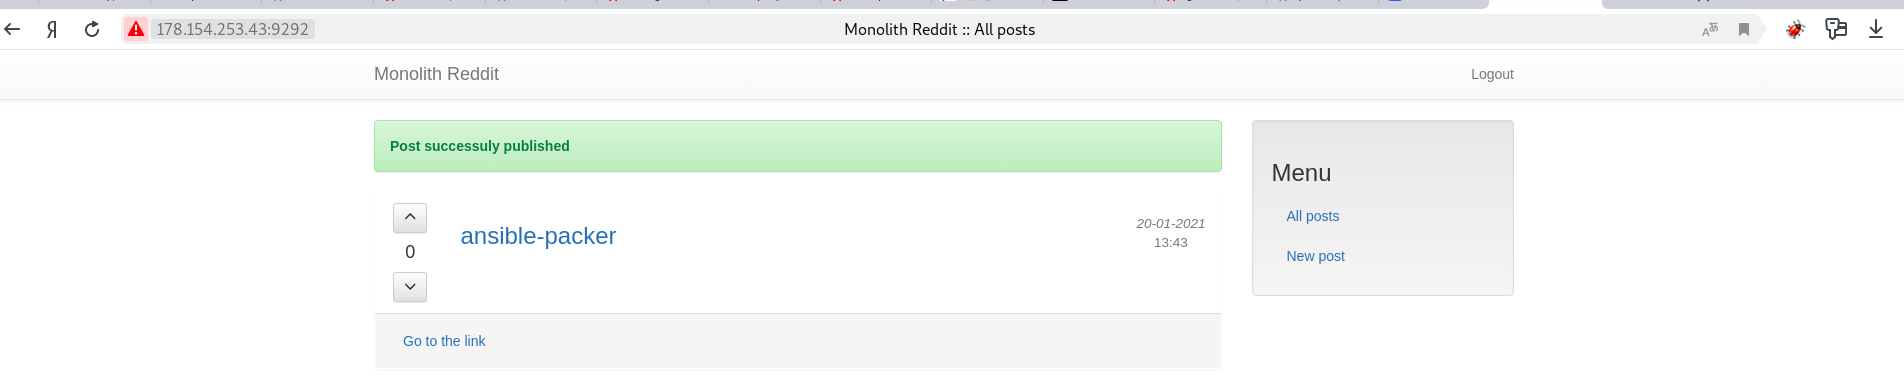 Я 178.154.253.43:9292 Monolith Reddit :: All posts
Monolith Reddit Logout
Post successuly published
Menu
All posts
ansible-packer
20-01-2021
13:43
0
New post
Go to the link